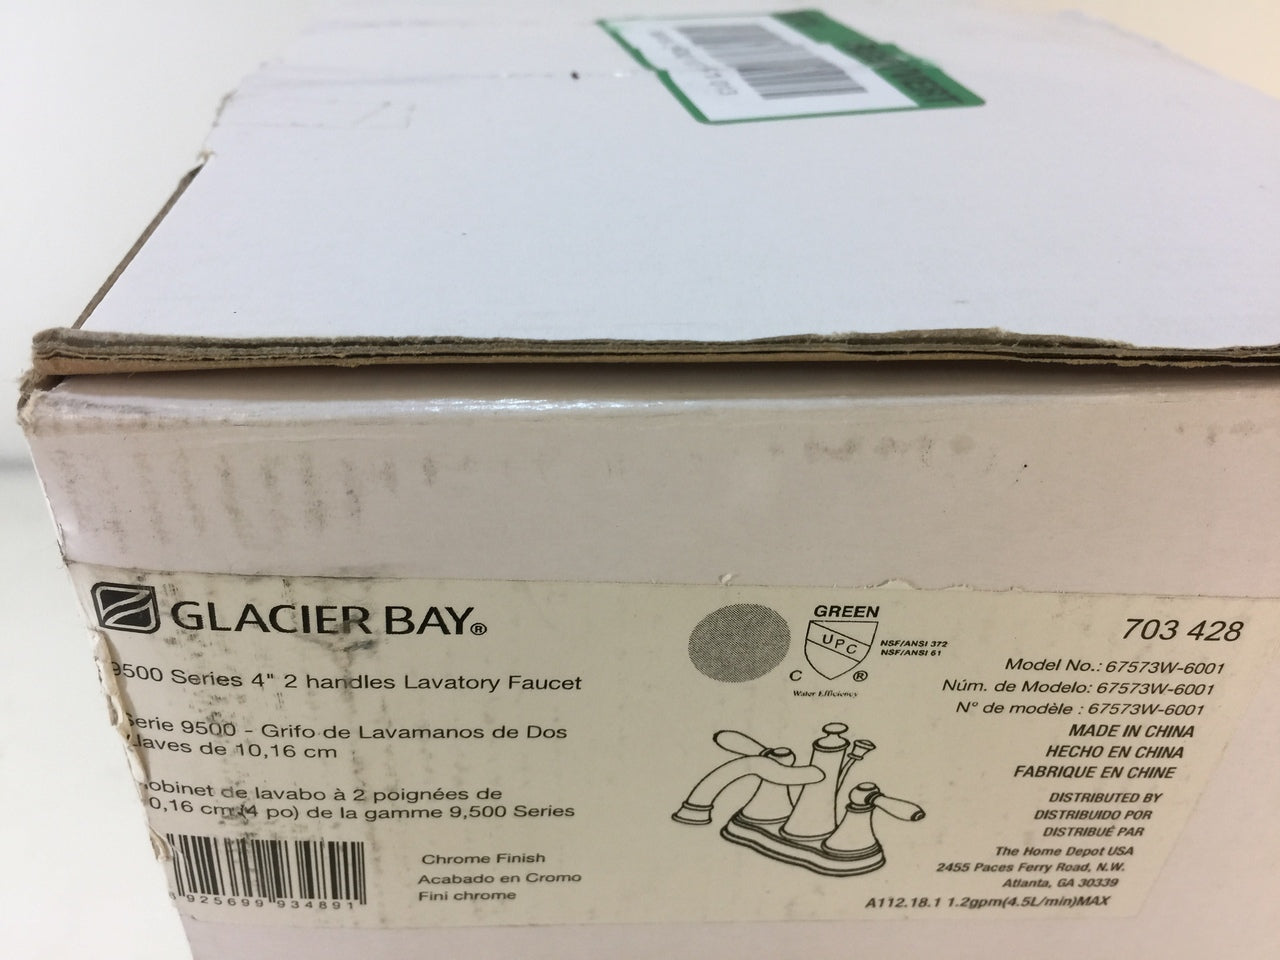 GLACIER BAY®
9500 Series 4" 2 handles Lavatory Faucet
Serie 9500 - Grifo de Lavamanos de Dos
de 10,16 cm
de lavabo à 2 poignées de
0,16 cm (4 po) de la gamme 9,500 Series
Chrome Finish
Acabado en Cromo
Fini chrome
925699 934891
GREEN
UPC
C ®
NSF/ANSI 372
NSF/ANSI 61
Water Efficiency
703 428
Model No.: 67573W-6001
Núm. de Modelo: 67573W-6001
N° de modèle : 67573W-6001
MADE IN CHINA
HECHO EN CHINA
FABRIQUE EN CHINE
DISTRIBUTED BY
DISTRIBUIDO POR
DISTRIBUÉ PAR
The Home Depot USA
2455 Paces Ferry Road, N.W.
Atlanta, GA 30339
A112.18.1 1.2gpm(4.5L/min)MAX